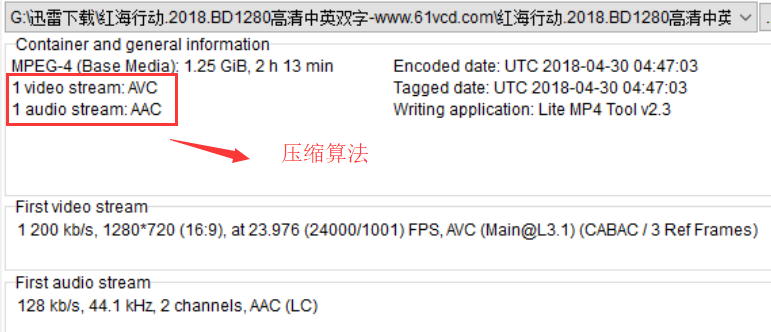 G:\迅雷下载\红海行动.2018.BD1280高清中英双字-www.61vcd.com\红海行动.2018.BD1280高清中英
Container and general information
MPEG-4 (Base Media): 1.25 GiB, 2 h 13 min
1 video stream: AVC
1 audio stream: AAC
Encoded date: UTC 2018-04-30 04:47:03
Tagged date: UTC 2018-04-30 04:47:03
Writing application: Lite MP4 Tool v2.3
压缩算法
First video stream
1 200 kb/s, 1280*720 (16:9), at 23.976 (24000/1001) FPS, AVC (Main@L3.1) (CABAC / 3 Ref Frames)
First audio stream
128 kb/s, 44.1 kHz, 2 channels, AAC (LC)